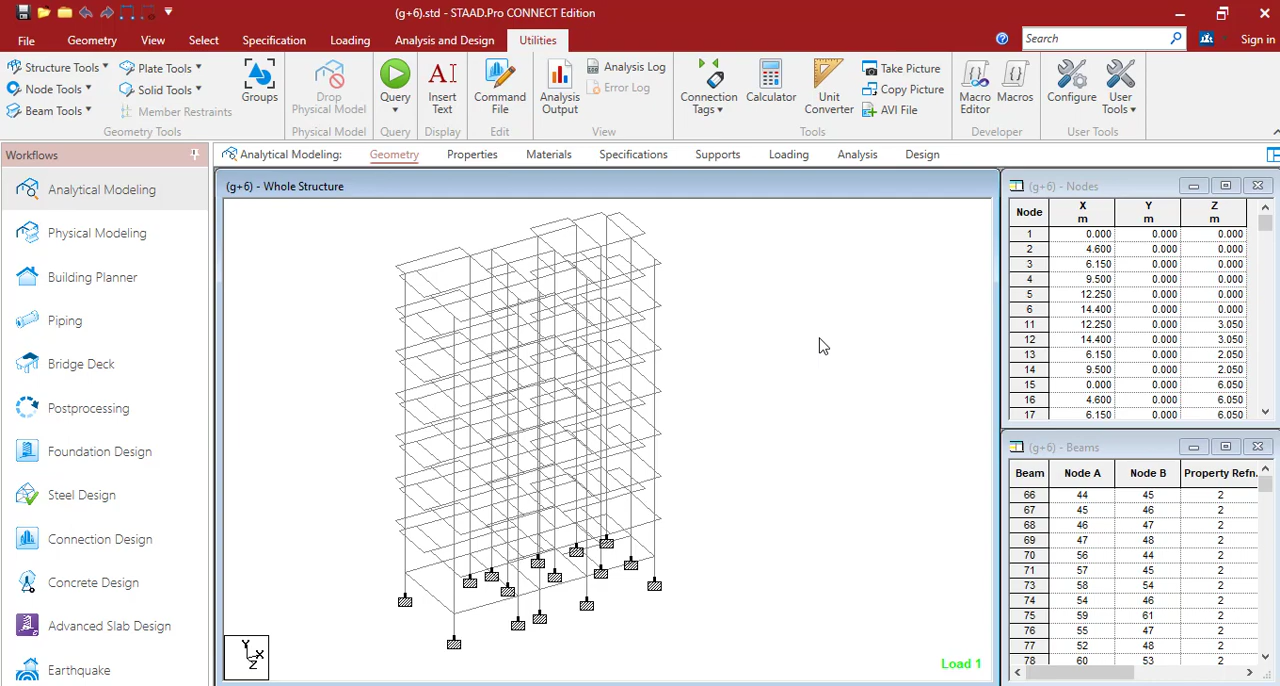 (g+6).std - STAAD.Pro CONNECT Edition
File Geometry View Select Specification Loading Analysis and Design Utilities Search Sign in
Structure Tools
Node Tools
Beam Tools
Plate Tools
Solid Tools
Member Restraints
Groups
Geometry Tools
Drop Physical Model
Physical Model
Query
Query
Insert Text
Display
Command File
Edit
Analysis Output
Analysis Log
Error Log
View
Connection Tags
Calculator
Unit Converter
Take Picture
Copy Picture
AVI File
Tools
Macro Editor
Macros
Developer
Configure
User Tools
User Tools
Workflows
Analytical Modeling
Physical Modeling
Building Planner
Piping
Bridge Deck
Postprocessing
Foundation Design
Steel Design
Connection Design
Concrete Design
Advanced Slab Design
Earthquake
Analytical Modeling: Geometry Properties Materials Specifications Supports Loading Analysis Design
(g+6) - Whole Structure
Y
X
Z
Load 1
(g+6) - Nodes
Node X m Y m Z m
1 0.000 0.000 0.000
2 4.600 0.000 0.000
3 6.150 0.000 0.000
4 9.500 0.000 0.000
5 12.250 0.000 0.000
6 14.400 0.000 0.000
11 12.250 0.000 3.050
12 14.400 0.000 3.050
13 6.150 0.000 2.050
14 9.500 0.000 2.050
15 0.000 0.000 6.050
16 4.600 0.000 6.050
17 6.150 0.000 6.050
(g+6) - Beams
Beam Node A Node B Property Refn.
66 44 45 2
67 45 46 2
68 46 47 2
69 47 48 2
70 56 44 2
71 57 45 2
73 58 54 2
74 54 46 2
75 59 61 2
76 55 47 2
77 52 48 2
78 60 53 2